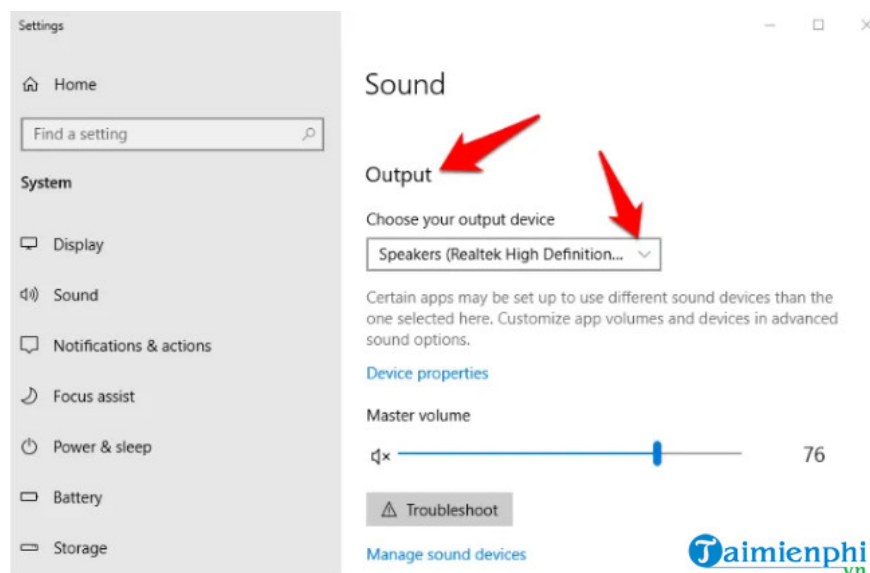 Settings
Home
Find a setting
System
Display
Sound
Notifications & actions
Focus assist
Power & sleep
Battery
Storage
Sound
Output
Choose your output device
Speakers (Realtek High Definition...
Certain apps may be set up to use different sound devices than the
one selected here. Customize app volumes and devices in advanced
sound options.
Device properties
Master volume
76
Troubleshoot
Manage sound devices
Taimienphi
.vn